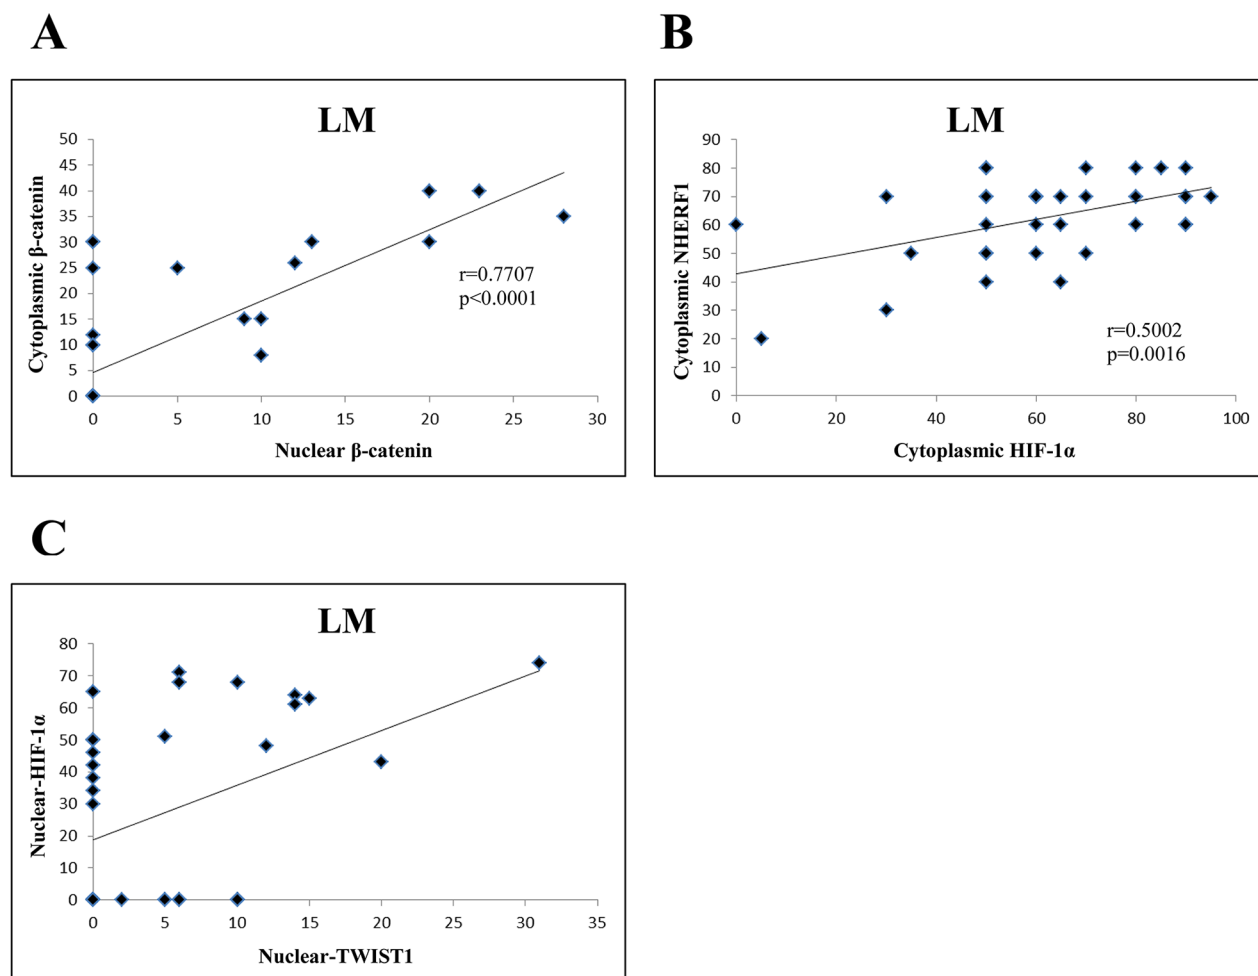 A
LM
50
45
40
35
30
25
20
15
10
5
0
Cytoplasmic β-catenin
r=0.7707
p<0.0001
0 5 10 15 20 25 30
Nuclear β-catenin
B
LM
90
80
70
60
50
40
30
20
10
0
Cytoplasmic NHERF1
r=0.5002
p=0.0016
0 20 40 60 80 100
Cytoplasmic HIF-1α
C
LM
80
70
60
50
40
30
20
10
0
Nuclear-HIF-1α
0 5 10 15 20 25 30 35
Nuclear-TWIST1